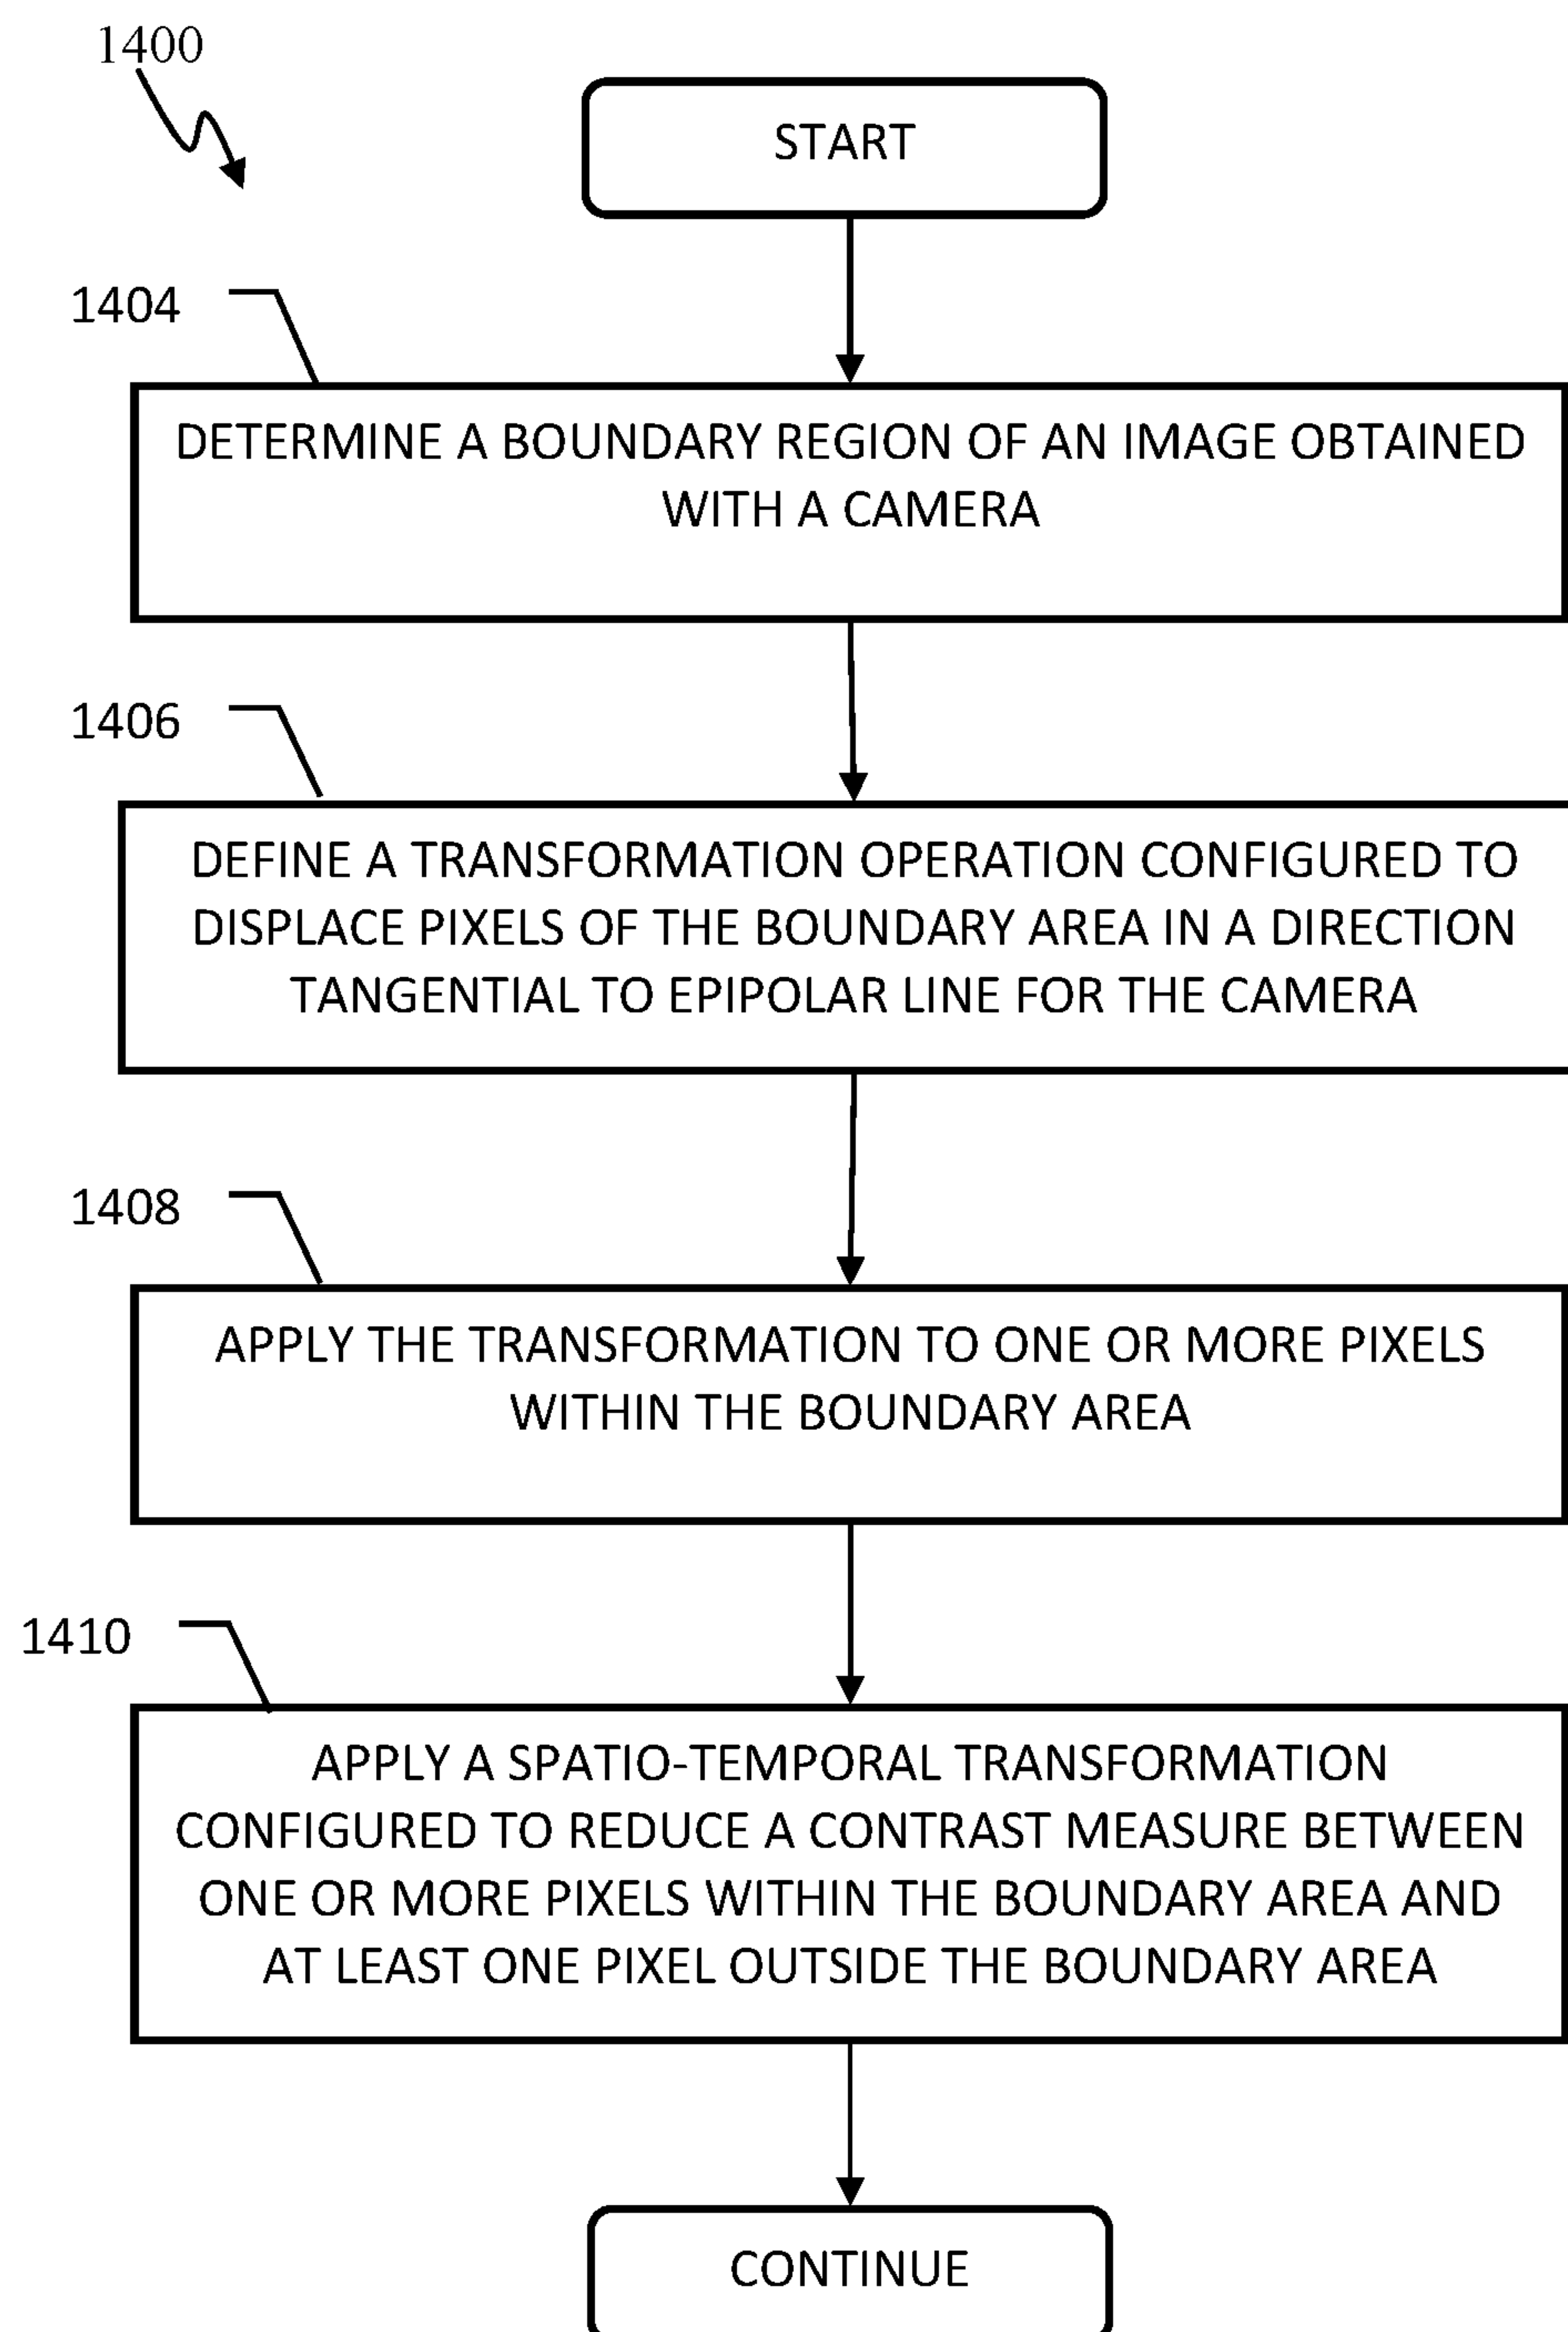 1400
START
1404
DETERMINE A BOUNDARY REGION OF AN IMAGE OBTAINED
WITH A CAMERA
1406
DEFINE A TRANSFORMATION OPERATION CONFIGURED TO
DISPLACE PIXELS OF THE BOUNDARY AREA IN A DIRECTION
TANGENTIAL TO EPIPOLAR LINE FOR THE CAMERA
1408
APPLY THE TRANSFORMATION TO ONE OR MORE PIXELS
WITHIN THE BOUNDARY AREA
1410
APPLY A SPATIO-TEMPORAL TRANSFORMATION
CONFIGURED TO REDUCE A CONTRAST MEASURE BETWEEN
ONE OR MORE PIXELS WITHIN THE BOUNDARY AREA AND
AT LEAST ONE PIXEL OUTSIDE THE BOUNDARY AREA
CONTINUE